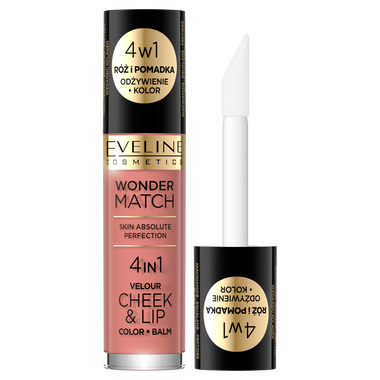 4w1
RÓŻ i POMADKA
ODŻYWIENIE
• KOLOR
EVELINE
COSMETICS
WONDER
MATCH
SKIN ABSOLUTE
PERFECTION
4IN1
VELOUR
CHEEK
& LIP
COLOR • BALM
4w1
RÓŻ i POMADKA
ODŻYWIENIE
• KOLOR